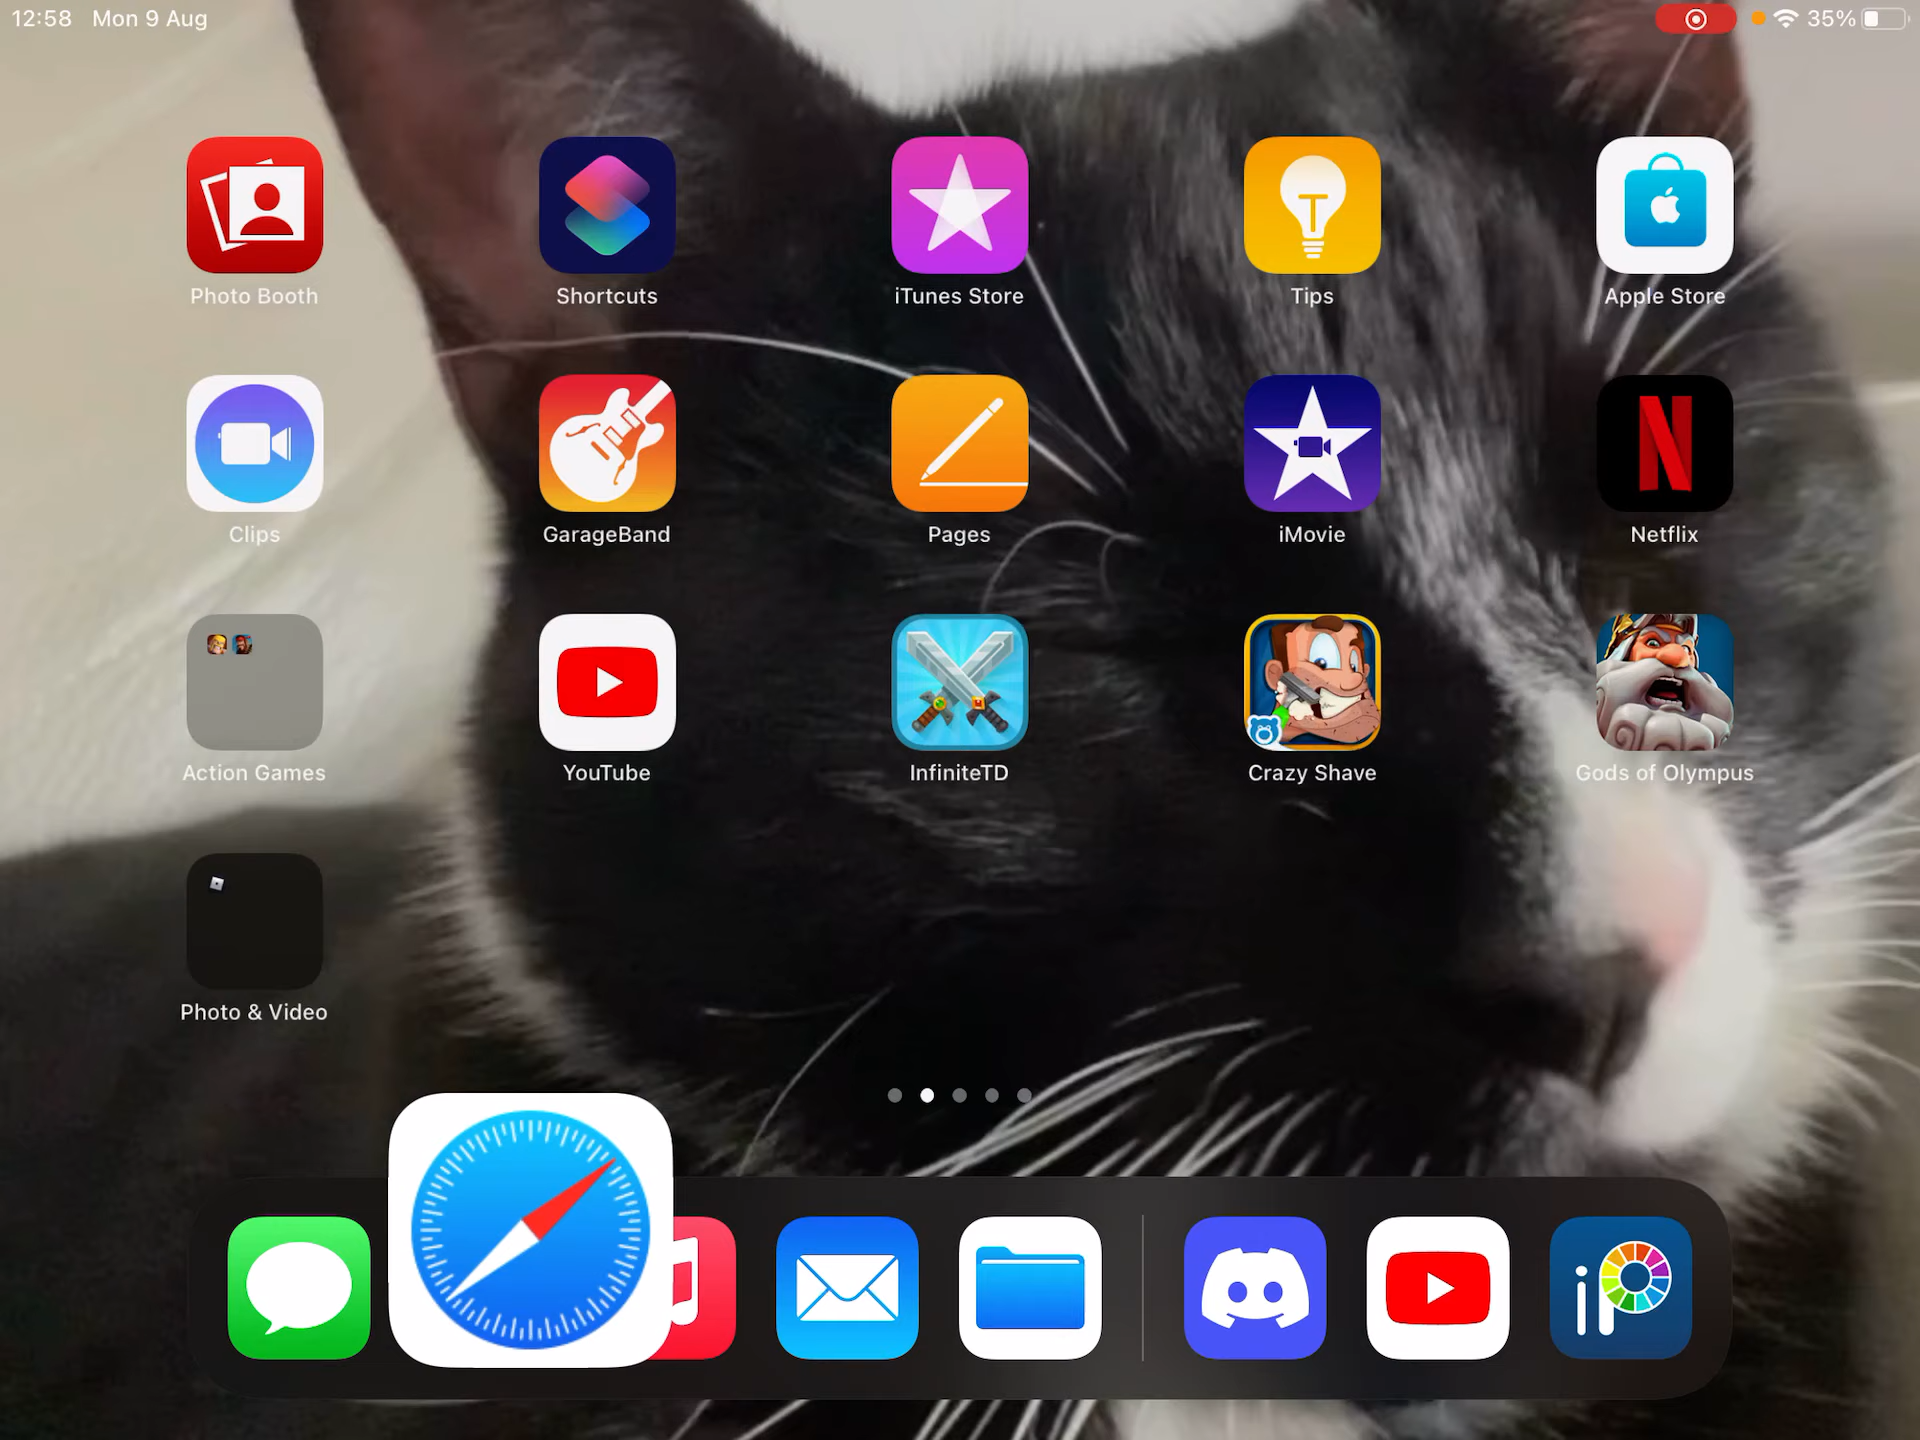 12:58 Mon 9 Aug
35%
Photo Booth
Shortcuts
iTunes Store
Tips
Apple Store
Clips
GarageBand
Pages
iMovie
Netflix
Action Games
YouTube
InfiniteTD
Crazy Shave
Gods of Olympus
Photo & Video